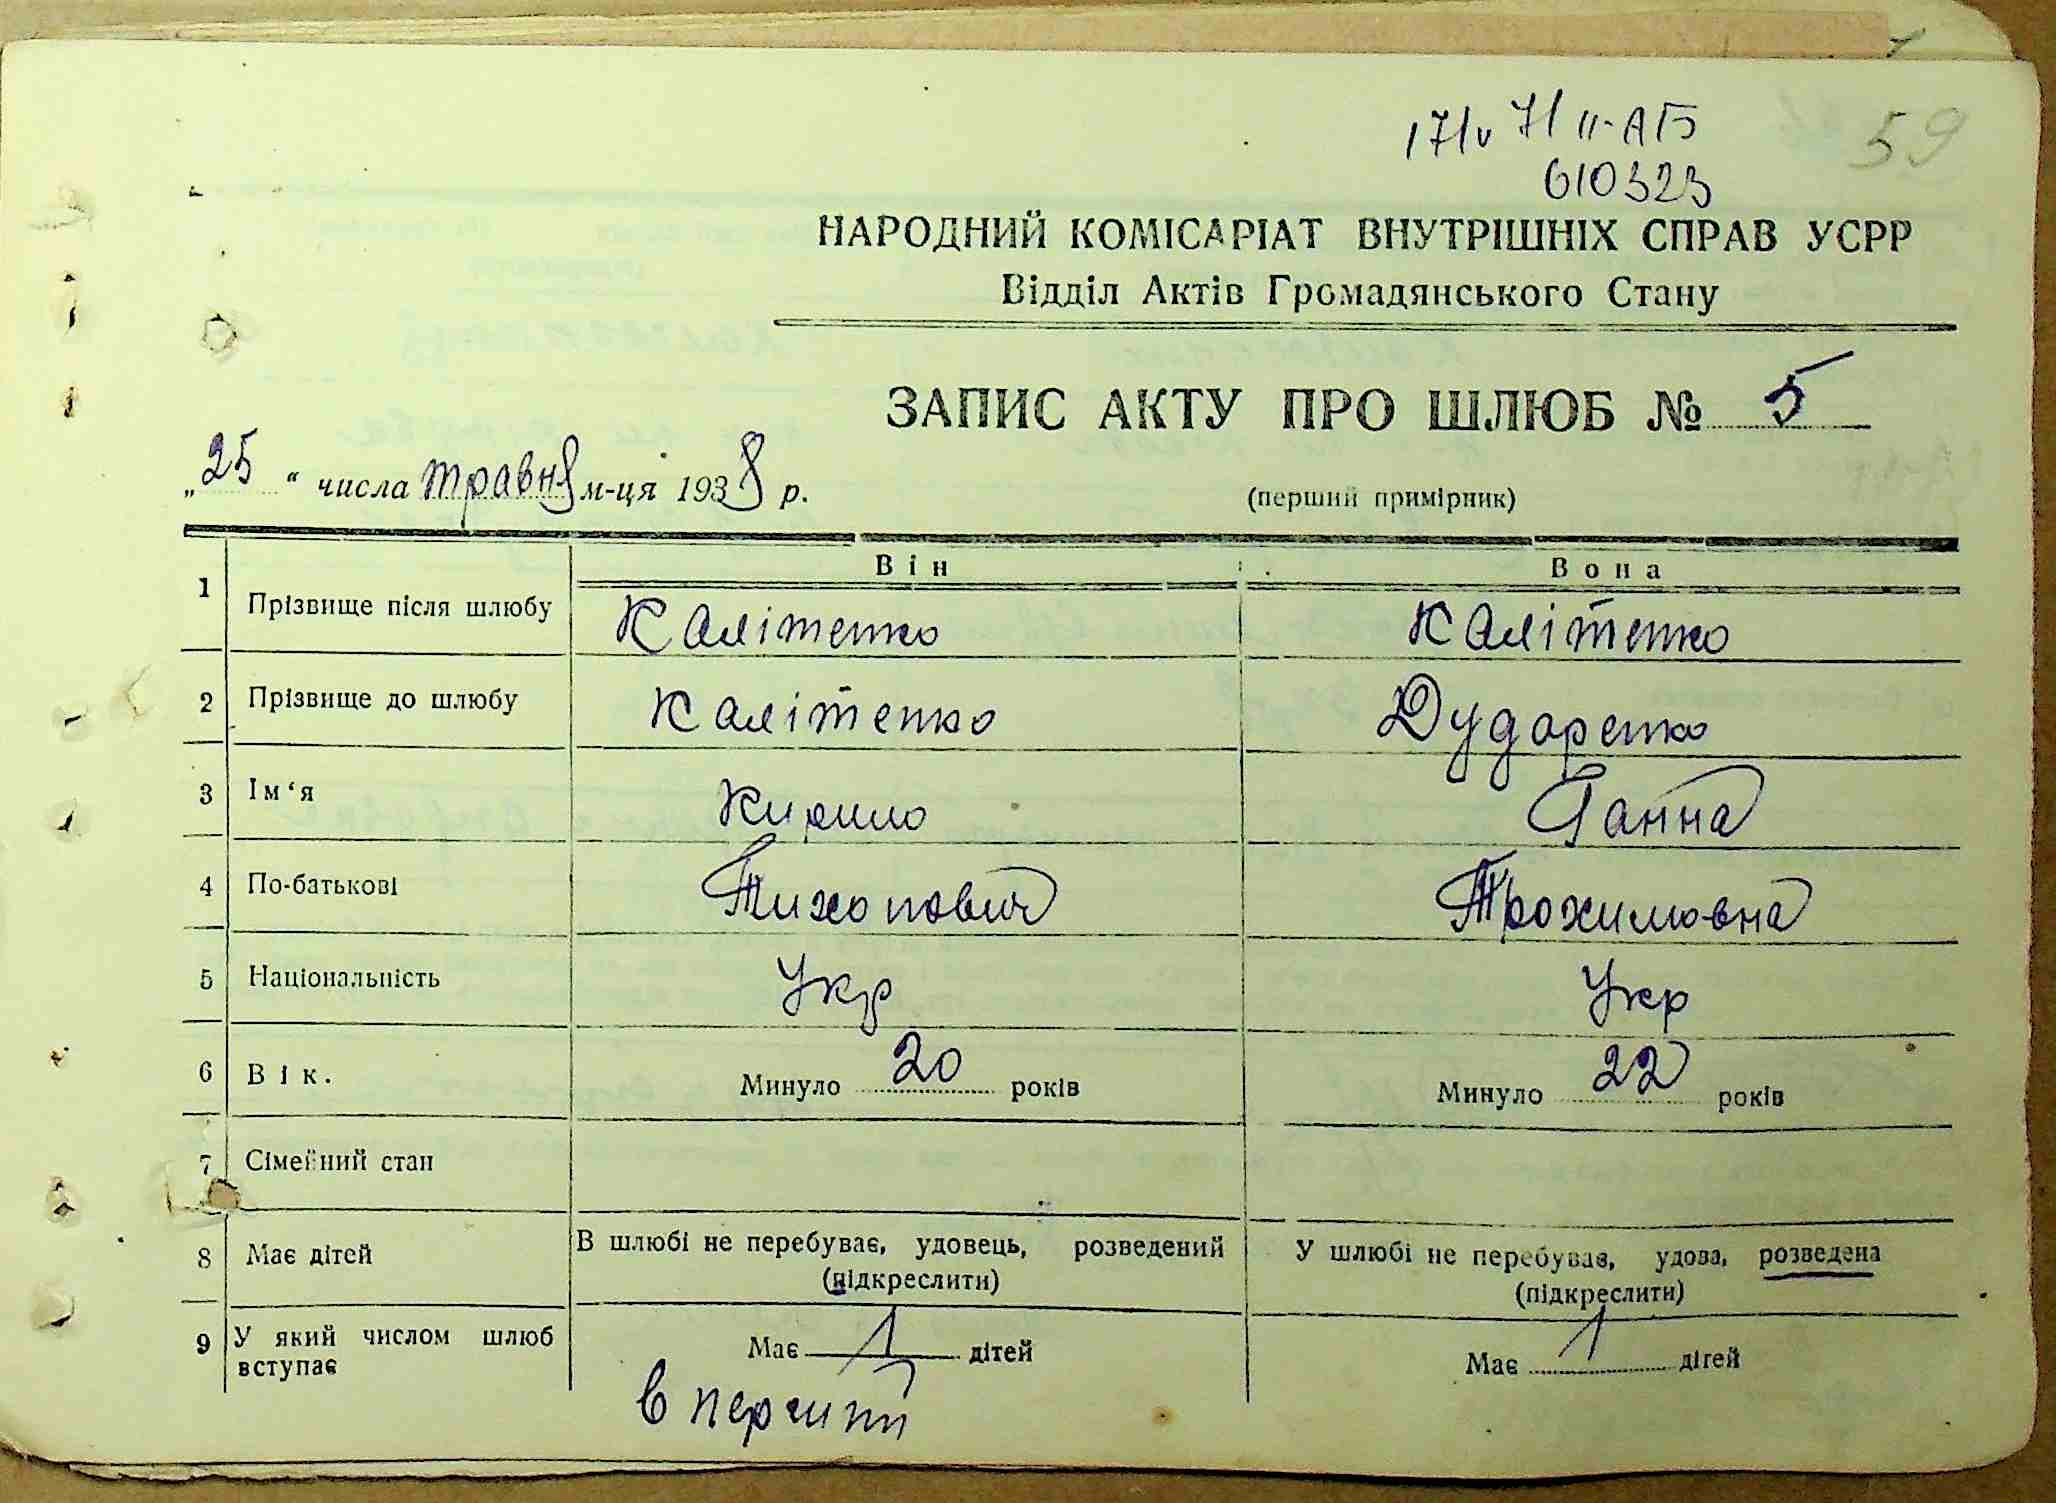 17/V 71 II-АБ
610323
59
НАРОДНИЙ КОМІСАРІАТ ВНУТРІШНІХ СПРАВ УСРР
Відділ Актів Громадянського Стану
ЗАПИС АКТУ ПРО ШЛЮБ № 5
„25“ числа травня м-ця 1938 р.
(перший примірник)
Він Вона
1 Прізвище після шлюбу Калітенко Калітенко
2 Прізвище до шлюбу Калітенко Дударенко
3 Ім‘я Кирило Ганна
4 По-батькові Тихонович Трохимовна
5 Національність Укр Укр
6 Вік. Минуло 20 років Минуло 22 років
7 Сімейний стан
8 Має дітей В шлюбі не перебуває, удовець, розведений У шлюбі не перебував, удова, розведена
(підкреслити) (підкреслити)
9 У який числом шлюб вступає Має 1 дітей Має 1 дітей
в перший